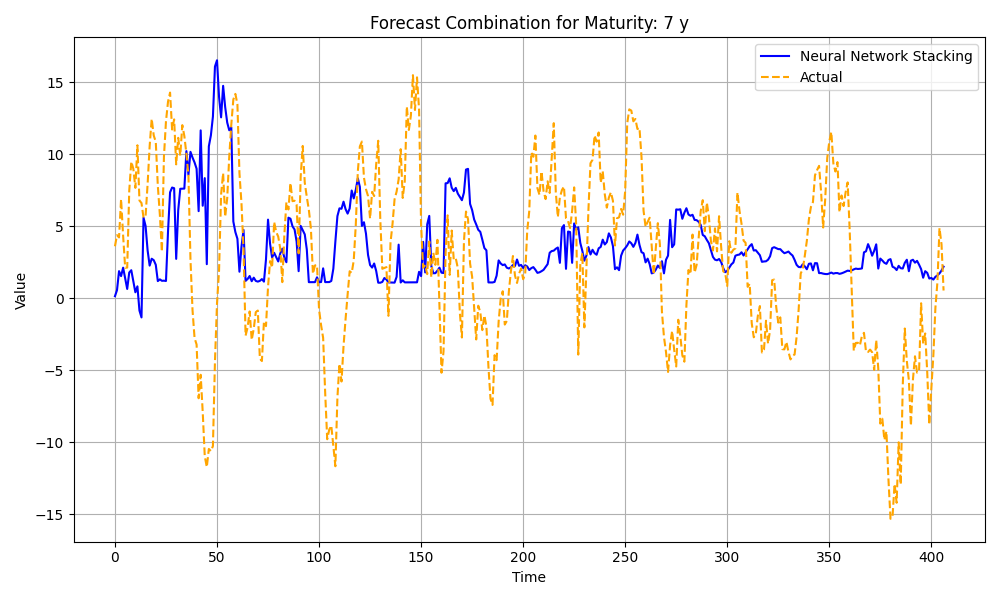 Forecast Combination for Maturity: 7 y
Neural Network Stacking
Actual
Value
15
10
5
0
−5
−10
−15
0 50 100 150 200 250 300 350 400
Time